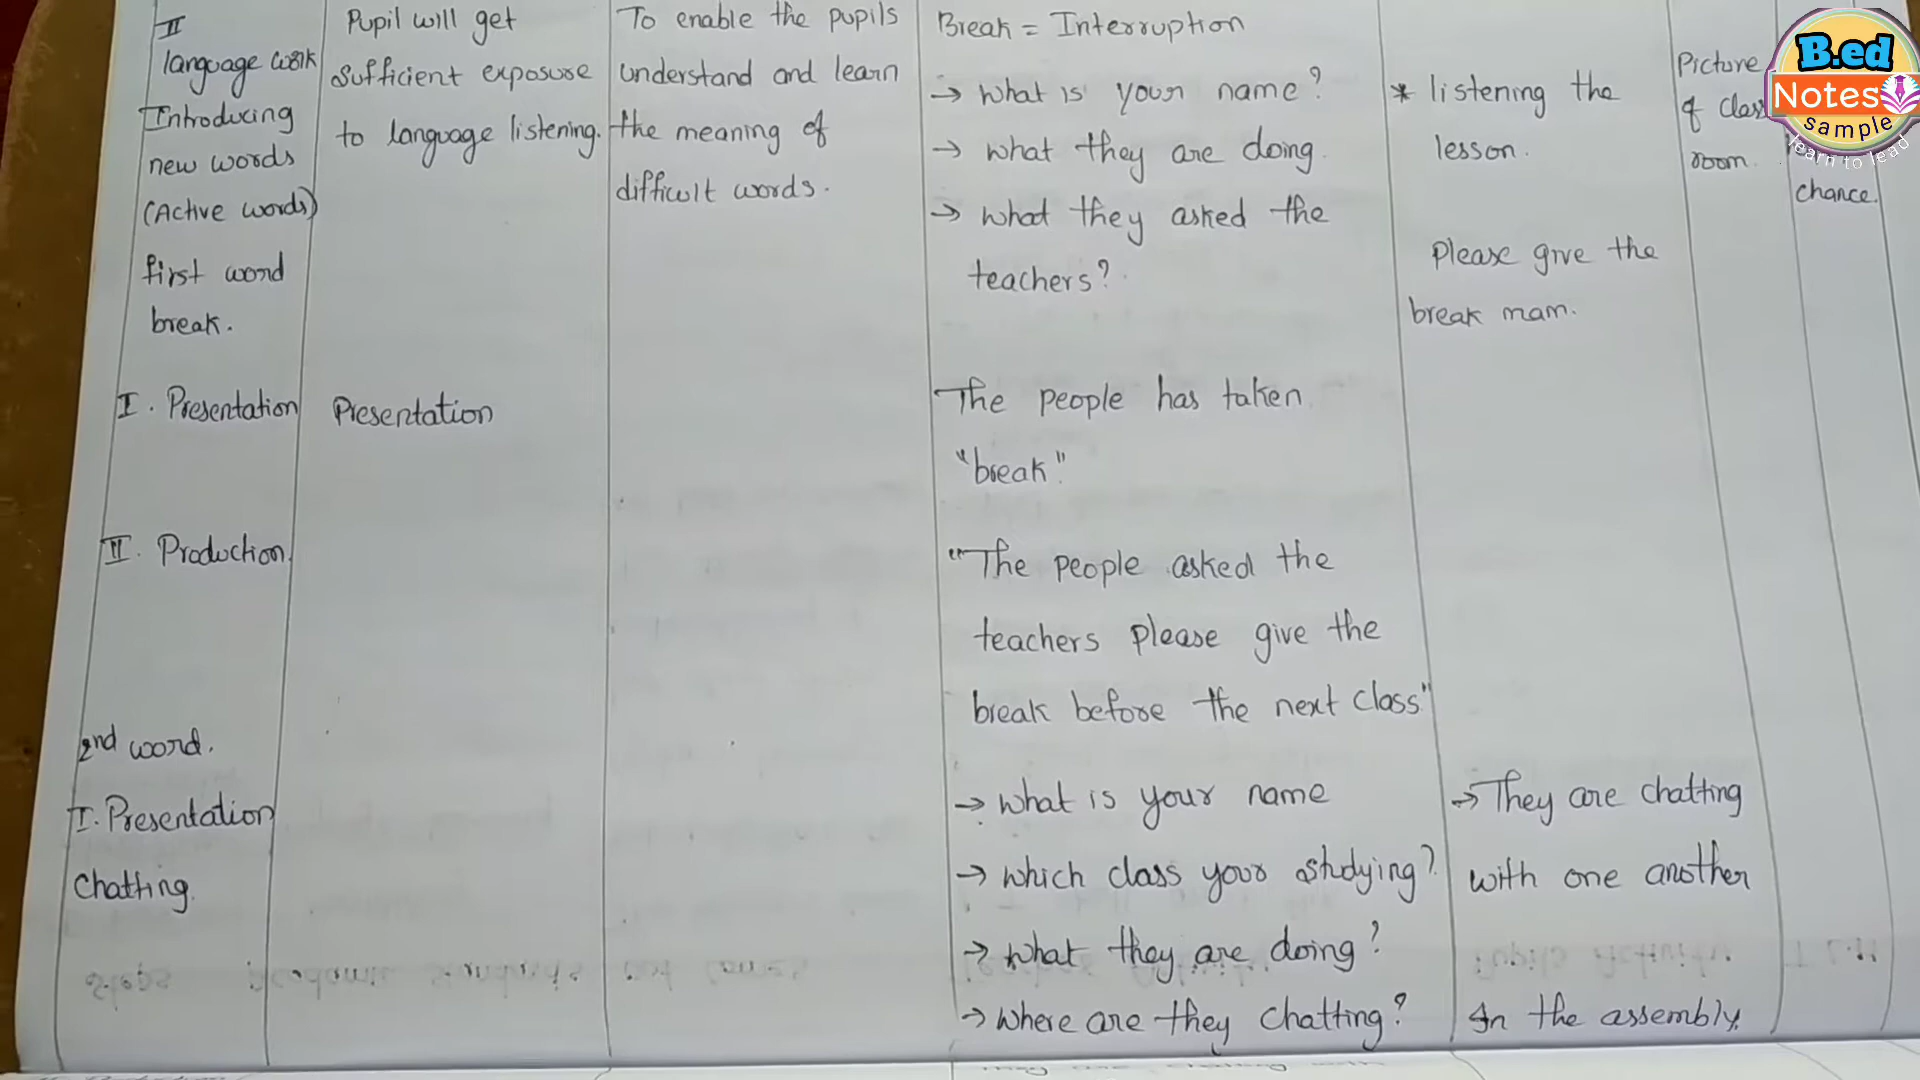 II
language work
Introducing
new words
(Active words)
first word
break.
I. Presentation
II. Production.
2nd word.
I. Presentation
Chatting.
Pupil will get
sufficient exposure
to language listening.
Presentation
To enable the pupils
understand and learn
the meaning of
difficult words.
Break = Interruption
→ What is your name?
→ what they are doing.
→ what they asked the
teachers?
The people has taken
"break".
"The people asked the
teachers please give the
break before the next class"
→ What is your name
→ which class your studying?
→ what they are doing?
→ where are they chatting?
* listening the
lesson.
Please give the
break mam.
→ They are chatting
with one another
In the assembly.
Picture
of class
room.
chance.
B.ed
Notes
sample
learn to lead